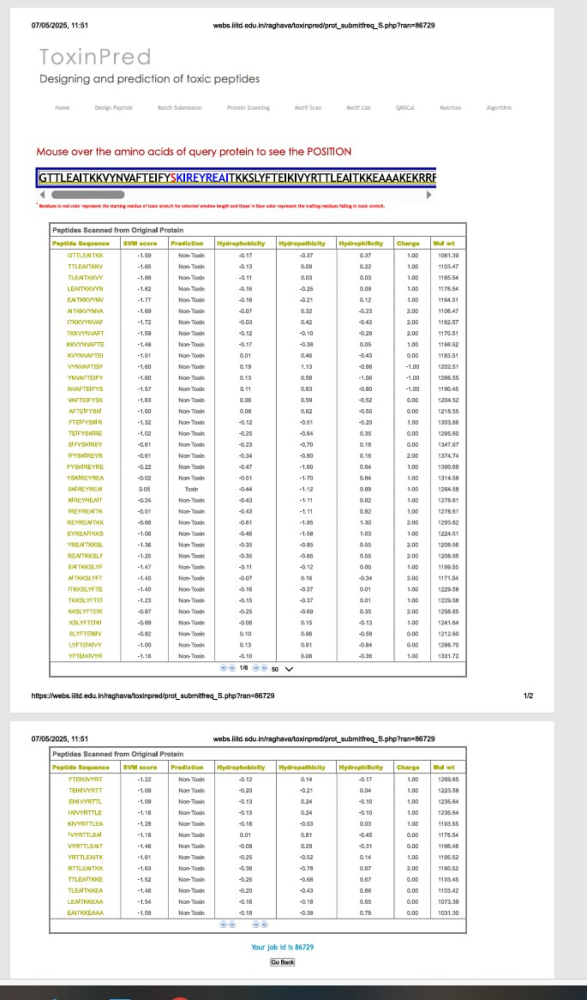 07/05/2025, 11:51 webs.iiitd.edu.in/raghava/toxinpred/prot_submitfreq_S.php?ran=86729
ToxinPred
Designing and prediction of toxic peptides
Home Design Peptide Batch Submission Protein Scanning Motif Scan Motif List QMSCal Matrices Algorithm
Mouse over the amino acids of query protein to see the POSITION
GTTLEAITKKVYNVAFTEIFYSKIREYREAITKKSLYFTEIKIVYRTTLEAITKKEAAAKEKRRF
* Residues in red color represent the starting residue of toxic stretch for selected window length and those in blue color represent the trailing residues falling in toxic stretch.
Peptides Scanned from Original Protein
Peptide Sequence SVM score Prediction Hydrophobicity Hydropathicity Hydrophilicity Charge Mol wt
GTTLEAITKK -1.59 Non-Toxin -0.17 -0.37 0.37 1.00 1061.39
TTLEAITKKV -1.65 Non-Toxin -0.13 0.09 0.22 1.00 1103.47
TLEAITKKVY -1.88 Non-Toxin -0.11 0.03 0.03 1.00 1165.54
LEAITKKVYN -1.82 Non-Toxin -0.16 -0.25 0.09 1.00 1178.54
EAITKKVYNV -1.77 Non-Toxin -0.16 -0.21 0.12 1.00 1164.51
AITKKVYNVA -1.69 Non-Toxin -0.07 0.32 -0.23 2.00 1106.47
ITKKVYNVAF -1.72 Non-Toxin -0.03 0.42 -0.43 2.00 1182.57
TKKVYNVAFT -1.59 Non-Toxin -0.12 -0.10 -0.29 2.00 1170.51
KKVYNVAFTE -1.46 Non-Toxin -0.17 -0.38 0.05 1.00 1198.52
KVYNVAFTEI -1.51 Non-Toxin 0.01 0.46 -0.43 0.00 1183.51
VYNVAFTEIF -1.60 Non-Toxin 0.19 1.13 -0.98 -1.00 1202.51
YNVAFTEIFY -1.60 Non-Toxin 0.13 0.58 -1.06 -1.00 1266.55
NVAFTEIFYS -1.57 Non-Toxin 0.11 0.63 -0.80 -1.00 1190.45
VAFTEIFYSK -1.63 Non-Toxin 0.06 0.59 -0.52 0.00 1204.52
AFTEIFYSKI -1.60 Non-Toxin 0.08 0.62 -0.55 0.00 1218.55
FTEIFYSKIR -1.32 Non-Toxin -0.12 -0.01 -0.20 1.00 1303.66
TEIFYSKIRE -1.02 Non-Toxin -0.25 -0.64 0.35 0.00 1285.60
EIFYSKIREY -0.61 Non-Toxin -0.23 -0.70 0.16 0.00 1347.67
IFYSKIREYR -0.61 Non-Toxin -0.34 -0.80 0.16 2.00 1374.74
FYSKIREYRE -0.22 Non-Toxin -0.47 -1.60 0.64 1.00 1390.69
YSKIREYREA -0.02 Non-Toxin -0.51 -1.70 0.84 1.00 1314.59
SKIREYREAI 0.05 Toxin -0.44 -1.12 0.89 1.00 1264.58
KIREYREAIT -0.24 Non-Toxin -0.43 -1.11 0.82 1.00 1278.61
IREYREAITK -0.51 Non-Toxin -0.43 -1.11 0.82 1.00 1278.61
REYREAITKK -0.66 Non-Toxin -0.61 -1.95 1.30 2.00 1293.62
EYREAITKKS -1.06 Non-Toxin -0.46 -1.58 1.03 1.00 1224.51
YREAITKKSL -1.36 Non-Toxin -0.35 -0.85 0.55 2.00 1208.56
REAITKKSLY -1.25 Non-Toxin -0.35 -0.85 0.55 2.00 1208.56
EAITKKSLYF -1.47 Non-Toxin -0.11 -0.12 0.00 1.00 1199.55
AITKKSLYFT -1.40 Non-Toxin -0.07 0.16 -0.34 2.00 1171.54
ITKKSLYFTE -1.40 Non-Toxin -0.16 -0.37 0.01 1.00 1229.58
TKKSLYFTEI -1.23 Non-Toxin -0.15 -0.37 0.01 1.00 1229.58
KKSLYFTEIK -0.97 Non-Toxin -0.25 -0.69 0.35 2.00 1256.65
KSLYFTEIKI -0.89 Non-Toxin -0.06 0.15 -0.13 1.00 1241.64
SLYFTEIKIV -0.82 Non-Toxin 0.10 0.96 -0.58 0.00 1212.60
LYFTEIKIVY -1.00 Non-Toxin 0.13 0.91 -0.84 0.00 1288.70
YFTEIKIVYR -1.18 Non-Toxin -0.10 0.08 -0.36 1.00 1331.72
1/6 50
https://webs.iiitd.edu.in/raghava/toxinpred/prot_submitfreq_S.php?ran=86729 1/2
07/05/2025, 11:51 webs.iiitd.edu.in/raghava/toxinpred/prot_submitfreq_S.php?ran=86729
Peptides Scanned from Original Protein
Peptide Sequence SVM score Prediction Hydrophobicity Hydropathicity Hydrophilicity Charge Mol wt
FTEIKIVYRT -1.22 Non-Toxin -0.12 0.14 -0.17 1.00 1269.65
TEIKIVYRTT -1.09 Non-Toxin -0.20 -0.21 0.04 1.00 1223.58
EIKIVYRTTL -1.09 Non-Toxin -0.13 0.24 -0.10 1.00 1235.64
IKIVYRTTLE -1.18 Non-Toxin -0.13 0.24 -0.10 1.00 1235.64
KIVYRTTLEA -1.28 Non-Toxin -0.18 -0.03 0.03 1.00 1193.55
IVYRTTLEAI -1.18 Non-Toxin 0.01 0.81 -0.45 0.00 1178.54
VYRTTLEAIT -1.46 Non-Toxin -0.08 0.29 -0.31 0.00 1166.48
YRTTLEAITK -1.61 Non-Toxin -0.25 -0.52 0.14 1.00 1195.52
RTTLEAITKK -1.63 Non-Toxin -0.36 -0.78 0.67 2.00 1160.52
TTLEAITKKE -1.52 Non-Toxin -0.25 -0.68 0.67 0.00 1133.45
TLEAITKKEA -1.48 Non-Toxin -0.20 -0.43 0.66 0.00 1103.42
LEAITKKEAA -1.54 Non-Toxin -0.16 -0.18 0.65 0.00 1073.39
EAITKKEAAA -1.59 Non-Toxin -0.19 -0.38 0.78 0.00 1031.30
Your job id is 86729
Go Back